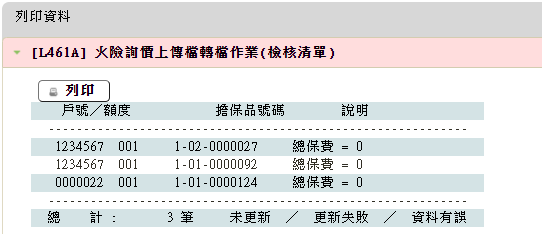 列印資料
[L461A] 火險詢價上傳檔轉檔作業(檢核清單)
列印
戶號／額度 擔保品號碼 說明
------------------------------------------------------------
1234567 001 1-02-0000027 總保費 = 0
1234567 001 1-01-0000092 總保費 = 0
0000022 001 1-01-0000124 總保費 = 0
------------------------------------------------------------
總 計 : 3 筆 未更新 ／ 更新失敗 ／ 資料有誤